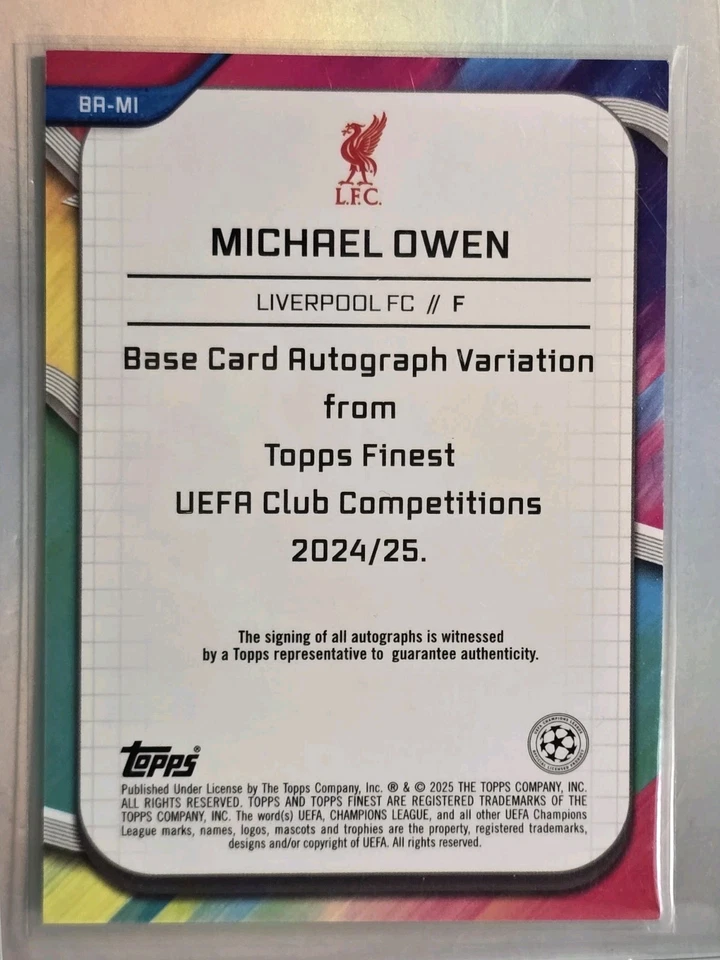 BA-MI
L.F.C.
MICHAEL OWEN
LIVERPOOL FC // F
Base Card Autograph Variation
from
Topps Finest
UEFA Club Competitions
2024/25.
The signing of all autographs is witnessed
by a Topps representative to guarantee authenticity.
topps®
Published Under License by The Topps Company, Inc. ® & © 2025 THE TOPPS COMPANY, INC.
ALL RIGHTS RESERVED. TOPPS AND TOPPS FINEST ARE REGISTERED TRADEMARKS OF THE
TOPPS COMPANY, INC. The word(s) UEFA, CHAMPIONS LEAGUE, and all other UEFA Champions
League marks, names, logos, mascots and trophies are the property, registered trademarks,
designs and/or copyright of UEFA. All rights reserved.